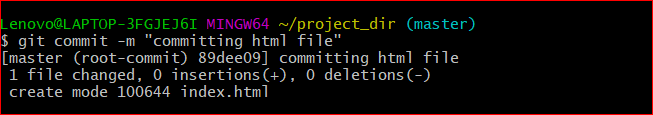 Lenovo@LAPTOP-3FGJEJ6I MINGW64 ~/project_dir (master)
$ git commit -m "committing html file"
[master (root-commit) 89dee09] committing html file
 1 file changed, 0 insertions(+), 0 deletions(-)
 create mode 100644 index.html